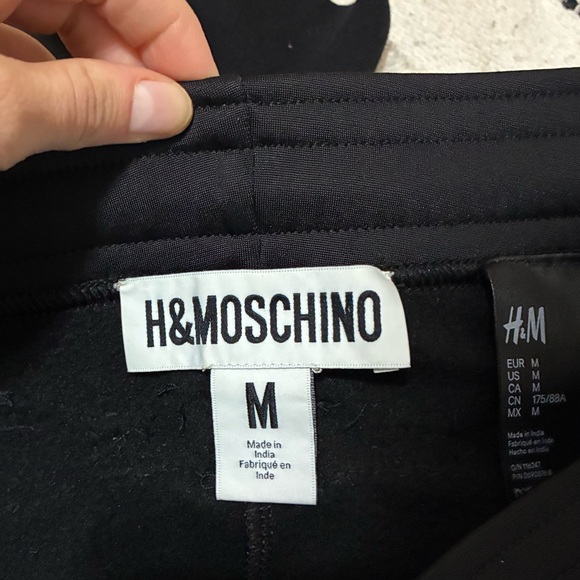 H&MOSCHINO
M
Made in
India
Fabriqué en
Inde
H&M
EUR M
US M
CA M
CN 175/88A
MX M
Made in India
Fabriqué en Inde
Hecho en India